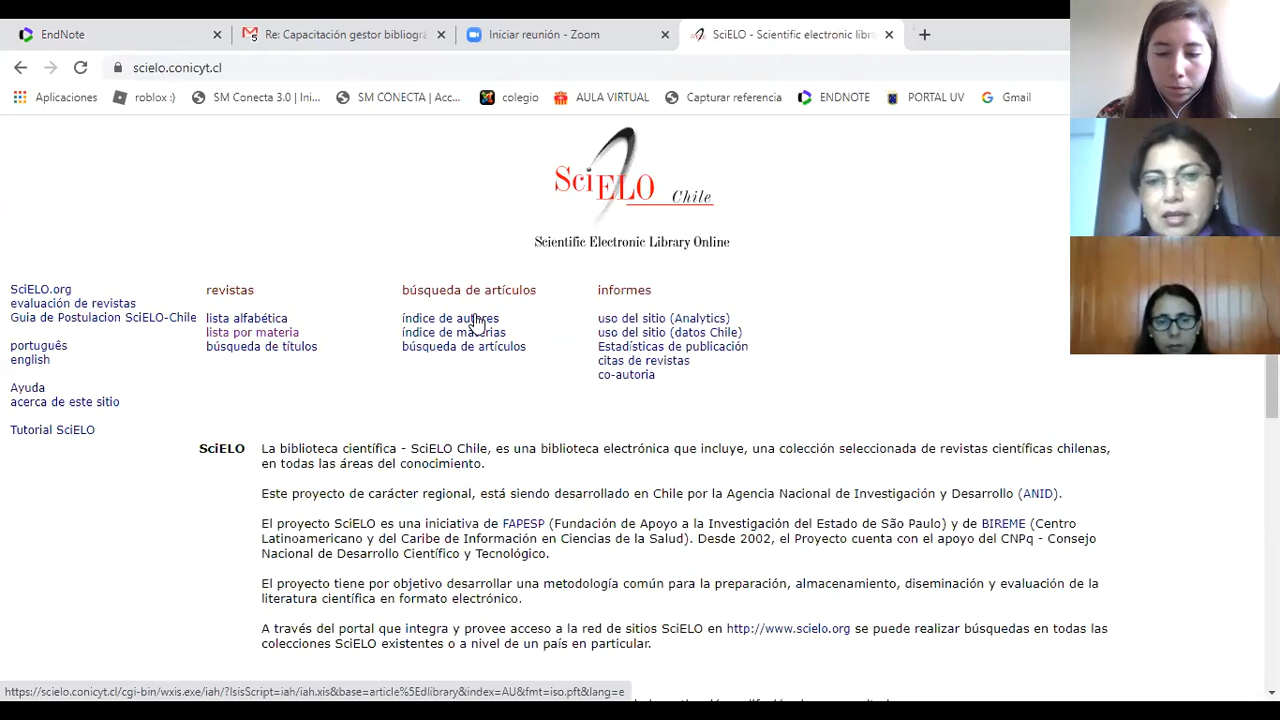 EndNote
Re: Capacitación gestor bibliogra
Iniciar reunión - Zoom
SciELO - Scientific electronic libra
scielo.conicyt.cl
Aplicaciones
roblox :)
SM Conecta 3.0 | Ini...
SM CONECTA | Acc...
colegio
AULA VIRTUAL
Capturar referencia
ENDNOTE
PORTAL UV
Gmail
SciELO Chile
Scientific Electronic Library Online
SciELO.org
evaluación de revistas
Guia de Postulacion SciELO-Chile
português
english
Ayuda
acerca de este sitio
Tutorial SciELO
revistas
lista alfabética
lista por materia
búsqueda de títulos
búsqueda de artículos
índice de autores
índice de materias
búsqueda de artículos
informes
uso del sitio (Analytics)
uso del sitio (datos Chile)
Estadísticas de publicación
citas de revistas
co-autoria
SciELO
La biblioteca científica - SciELO Chile, es una biblioteca electrónica que incluye, una colección seleccionada de revistas científicas chilenas,
en todas las áreas del conocimiento.
Este proyecto de carácter regional, está siendo desarrollado en Chile por la Agencia Nacional de Investigación y Desarrollo (ANID).
El proyecto SciELO es una iniciativa de FAPESP (Fundación de Apoyo a la Investigación del Estado de São Paulo) y de BIREME (Centro
Latinoamericano y del Caribe de Información en Ciencias de la Salud). Desde 2002, el Proyecto cuenta con el apoyo del CNPq - Consejo
Nacional de Desarrollo Científico y Tecnológico.
El proyecto tiene por objetivo desarrollar una metodología común para la preparación, almacenamiento, diseminación y evaluación de la
literatura científica en formato electrónico.
A través del portal que integra y provee acceso a la red de sitios SciELO en http://www.scielo.org se puede realizar búsquedas en todas las
colecciones SciELO existentes o a nivel de un país en particular.
https://scielo.conicyt.cl/cgi-bin/wxis.exe/iah/?IsisScript=iah/iah.xis&base=article%5Edlibrary&index=AU&fmt=iso.pft&lang=e